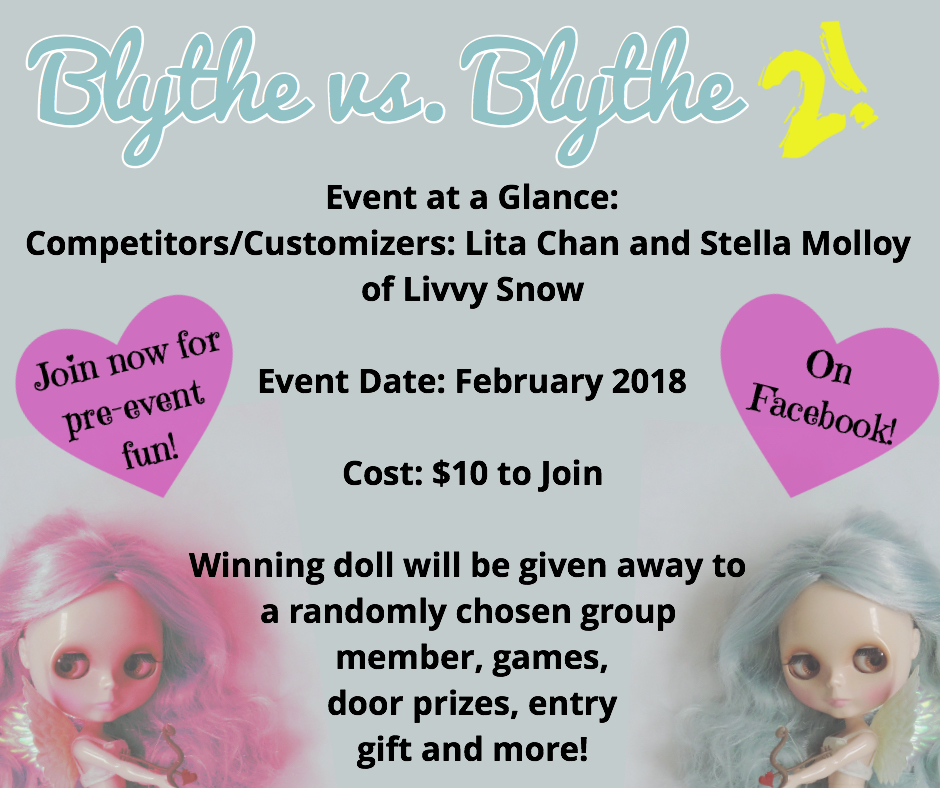 Blythe vs. Blythe 2!
Event at a Glance:
Competitors/Customizers: Lita Chan and Stella Molloy
of Livvy Snow
Join now for
pre-event
fun!
On
Facebook!
Event Date: February 2018
Cost: $10 to Join
Winning doll will be given away to
a randomly chosen group
member, games,
door prizes, entry
gift and more!